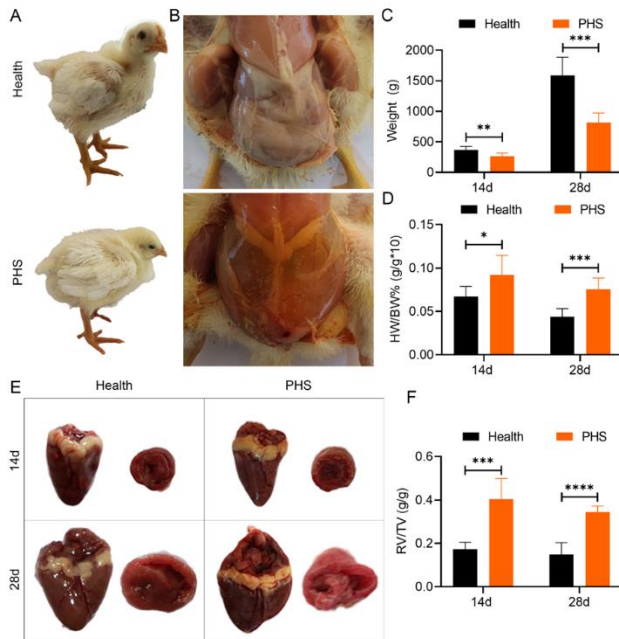 A
Health
PHS
B
C
Health PHS
Weight (g)
2000
1500
1000
500
0
**
***
14d 28d
D
Health PHS
HW/BW% (g/g*10)
0.15
0.10
0.05
0.00
*
***
14d 28d
E
Health PHS
14d
28d
F
Health PHS
RV/TV (g/g)
0.6
0.4
0.2
0.0
***
****
14d 28d